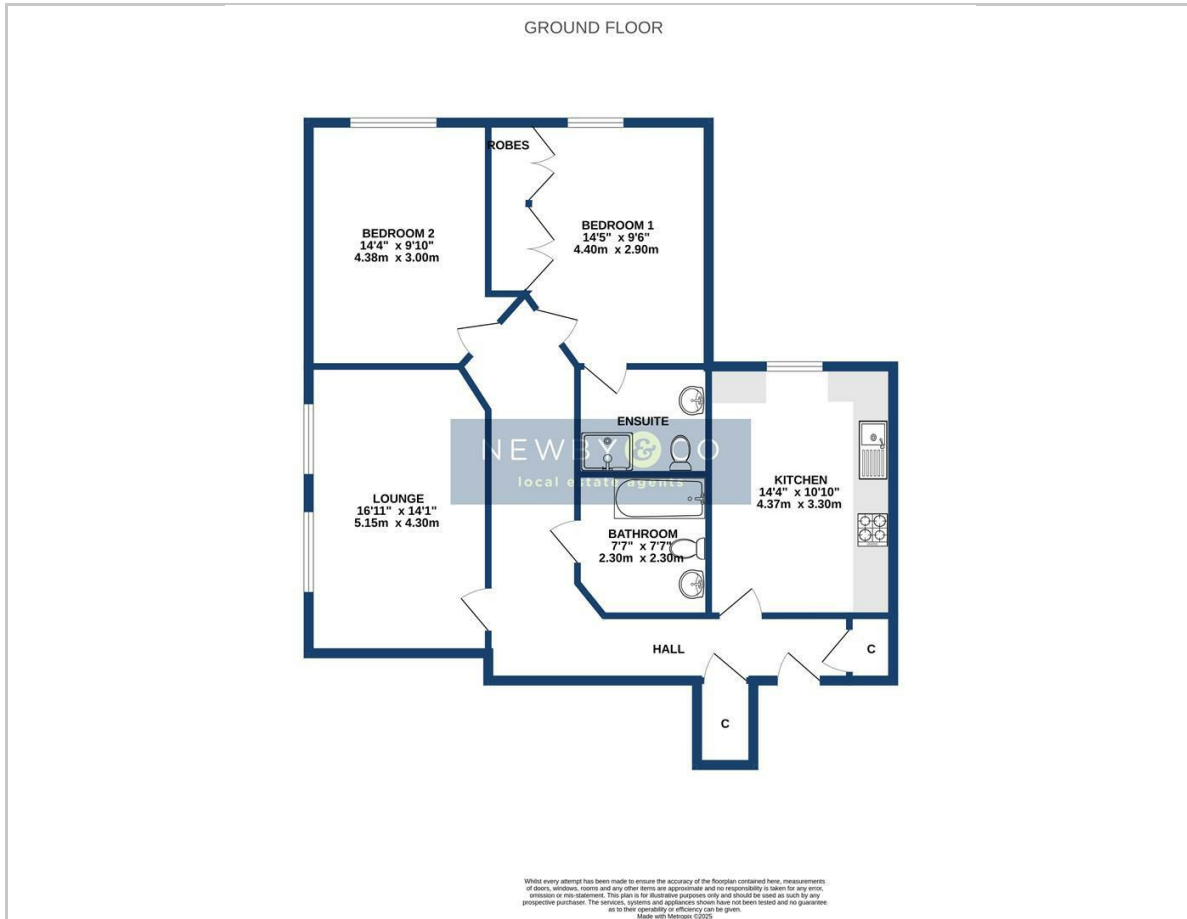 GROUND FLOOR
ROBES
BEDROOM 2
14'4" x 9'10"
4.38m x 3.00m
BEDROOM 1
14'5" x 9'6"
4.40m x 2.90m
ENSUITE
NEWBY & CO
local estate agents
KITCHEN
14'4" x 10'10"
4.37m x 3.30m
LOUNGE
16'11" x 14'1"
5.15m x 4.30m
BATHROOM
7'7" x 7'7"
2.30m x 2.30m
HALL
C
C
Whilst every attempt has been made to ensure the accuracy of the floorplan contained here, measurements
of doors, windows, rooms and any other items are approximate and no responsibility is taken for any error,
omission or mis-statement. This plan is for illustrative purposes only and should be used as such by any
prospective purchaser. The services, systems and appliances shown have not been tested and no guarantee
as to their operability or efficiency can be given.
Made with Metropix ©2025